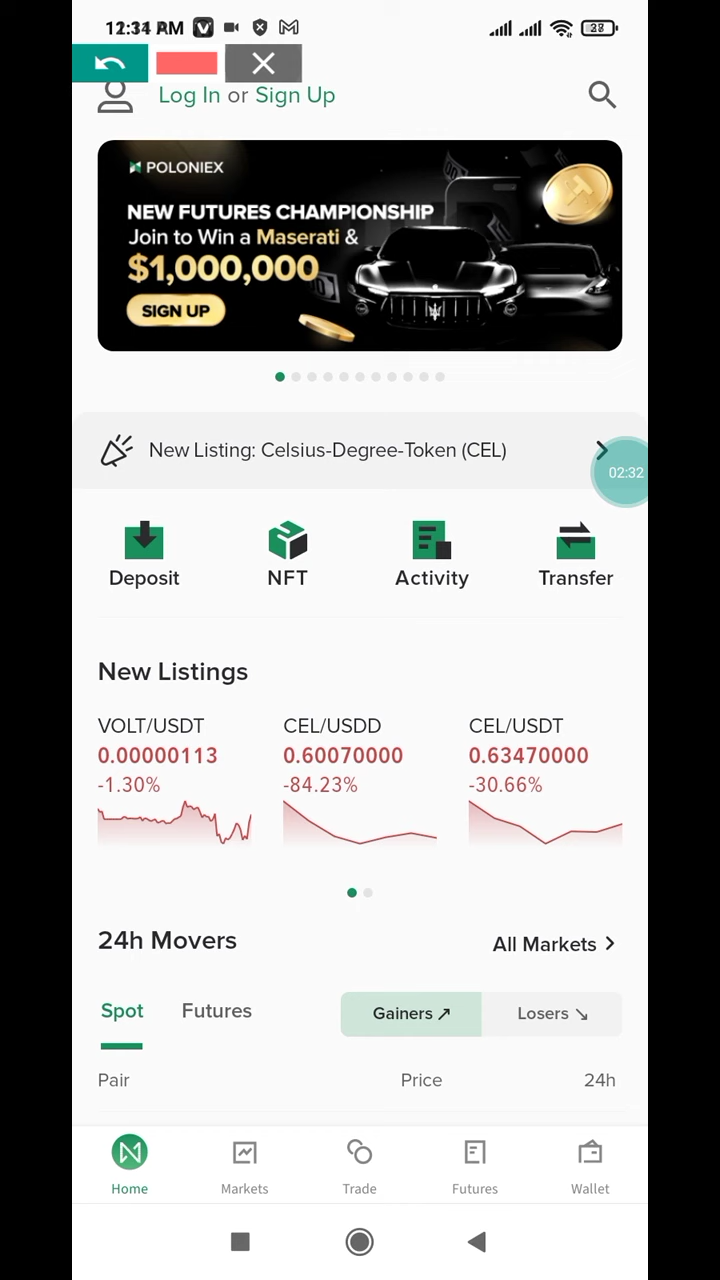 12:34 PM
28
Log In or Sign Up
POLONIEX
NEW FUTURES CHAMPIONSHIP
Join to Win a Maserati &
$1,000,000
SIGN UP
New Listing: Celsius-Degree-Token (CEL)
02:32
Deposit NFT Activity Transfer
New Listings
VOLT/USDT CEL/USDD CEL/USDT
0.00000113 0.60070000 0.63470000
-1.30% -84.23% -30.66%
24h Movers
All Markets
Spot Futures Gainers ↗ Losers ↘
Pair Price 24h
Home Markets Trade Futures Wallet